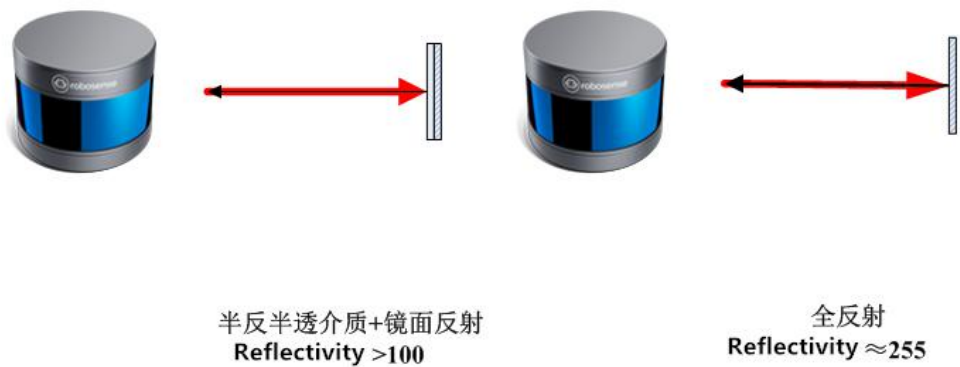 robosense
robosense
半反半透介质+镜面反射
Reflectivity >100
全反射
Reflectivity ≈255